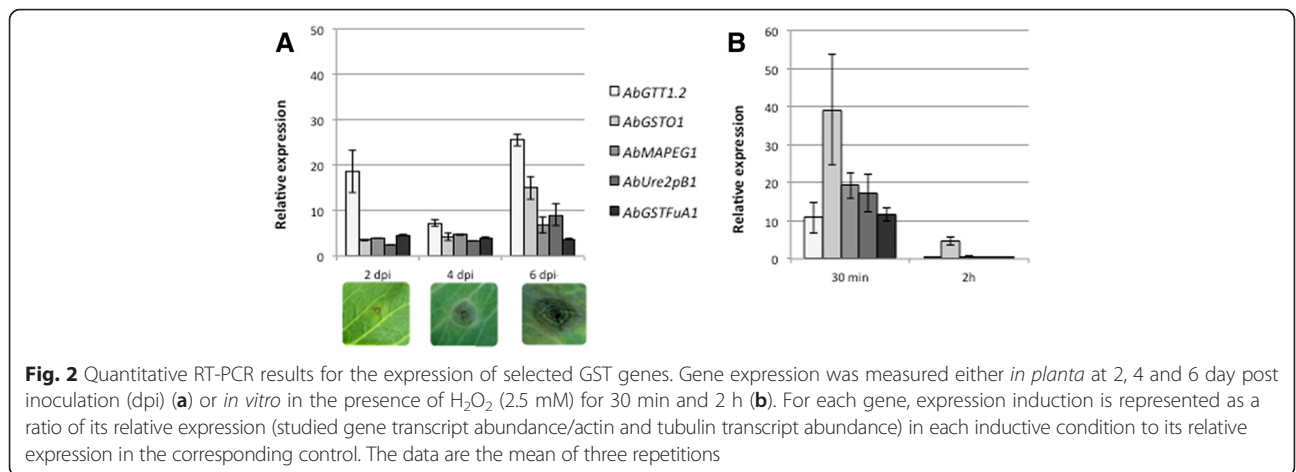 A
50
40
30
20
10
0
Relative expression
2 dpi 4 dpi 6 dpi
AbGTT1.2
AbGSTO1
AbMAPEG1
AbUre2pB1
AbGSTFuA1
B
60
50
40
30
20
10
0
Relative expression
30 min 2h
Fig. 2 Quantitative RT-PCR results for the expression of selected GST genes. Gene expression was measured either in planta at 2, 4 and 6 day post
inoculation (dpi) (a) or in vitro in the presence of H₂O₂ (2.5 mM) for 30 min and 2 h (b). For each gene, expression induction is represented as a
ratio of its relative expression (studied gene transcript abundance/actin and tubulin transcript abundance) in each inductive condition to its relative
expression in the corresponding control. The data are the mean of three repetitions